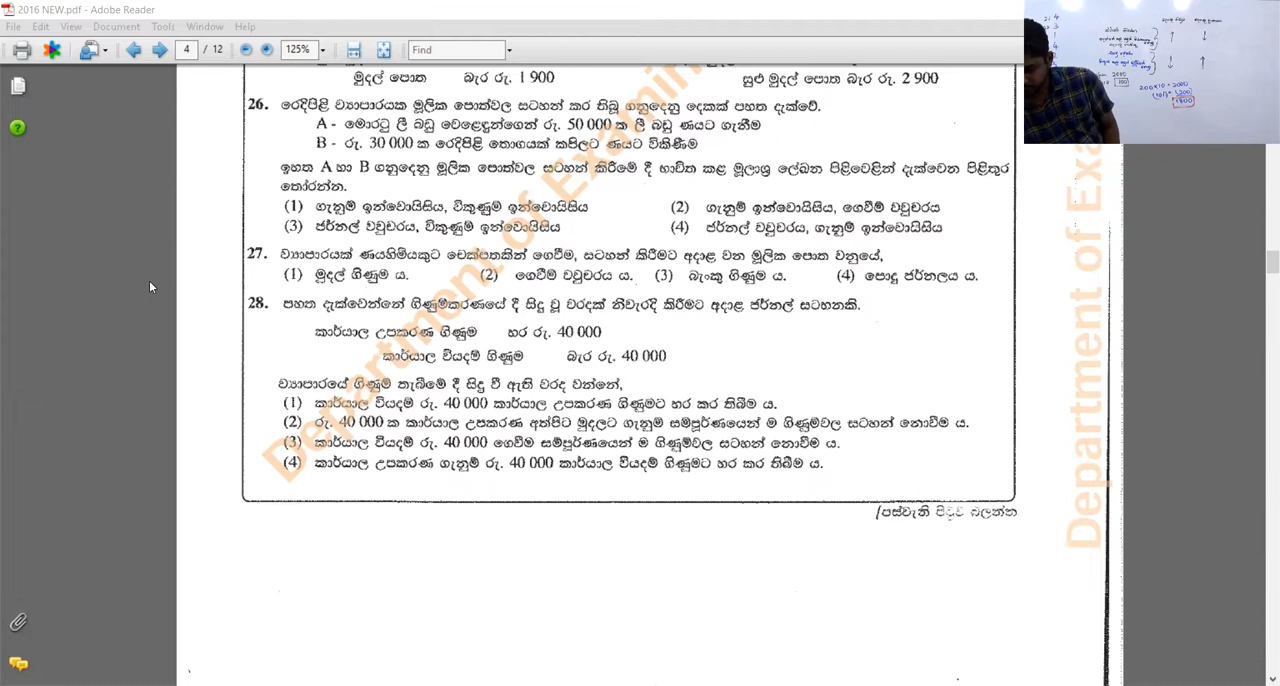 2016 NEW.pdf - Adobe Reader
File Edit View Document Tools Window Help
4 / 12 125% Find
මුදල් පොත බැර රු. 1 900 සුළු මුදල් පොත බැර රු. 2 900
26. රෙදිපිළි ව්‍යාපාරයක මූලික පොත්වල සටහන් කර තිබූ ගනුදෙනු දෙකක් පහත දැක්වේ.
A - මොරටු ලී බඩු වෙළෙඳුන්ගෙන් රු. 50 000 ක ලී බඩු ණයට ගැනීම
B - රු. 30 000 ක රෙදිපිළි තොගයක් කපිලට ණයට විකිණීම
ඉහත A හා B ගනුදෙනු මූලික පොත්වල සටහන් කිරීමේ දී භාවිත කළ මූලාශ්‍ර ලේඛන පිළිවෙළින් දැක්වෙන පිළිතුර
තෝරන්න.
(1) ගැනුම් ඉන්වොයිසිය, විකුණුම් ඉන්වොයිසිය (2) ගැනුම් ඉන්වොයිසිය, ගෙවීම් වවුචරය
(3) ජර්නල් වවුචරය, විකුණුම් ඉන්වොයිසිය (4) ජර්නල් වවුචරය, ගැනුම් ඉන්වොයිසිය
27. ව්‍යාපාරයක් ණයහිමියකුට චෙක්පතකින් ගෙවීම, සටහන් කිරීමට අදාළ වන මූලික පොත වනුයේ,
(1) මුදල් ගිණුම ය. (2) ගෙවීම් වවුචරය ය. (3) බැංකු ගිණුම ය. (4) පොදු ජර්නලය ය.
28. පහත දැක්වෙන්නේ ගිණුම්කරණයේ දී සිදු වූ වරදක් නිවැරදි කිරීමට අදාළ ජර්නල් සටහනකි.
කාර්යාල උපකරණ ගිණුම හර රු. 40 000
කාර්යාල වියදම් ගිණුම බැර රු. 40 000
ව්‍යාපාරයේ ගිණුම් තැබීමේ දී සිදු වී ඇති වරද වන්නේ,
(1) කාර්යාල වියදම් රු. 40 000 කාර්යාල උපකරණ ගිණුමට හර කර තිබීම ය.
(2) රු. 40 000 ක කාර්යාල උපකරණ අත්පිට මුදලට ගැනුම් සම්පූර්ණයෙන් ම ගිණුම්වල සටහන් නොවීම ය.
(3) කාර්යාල වියදම් රු. 40 000 ගෙවීම සම්පූර්ණයෙන් ම ගිණුම්වල සටහන් නොවීම ය.
(4) කාර්යාල උපකරණ ගැනුම් රු. 40 000 කාර්යාල වියදම් ගිණුමට හර කර තිබීම ය.
/පස්වැනි පිටුව බලන්න
Department of Examin
Department of Ex